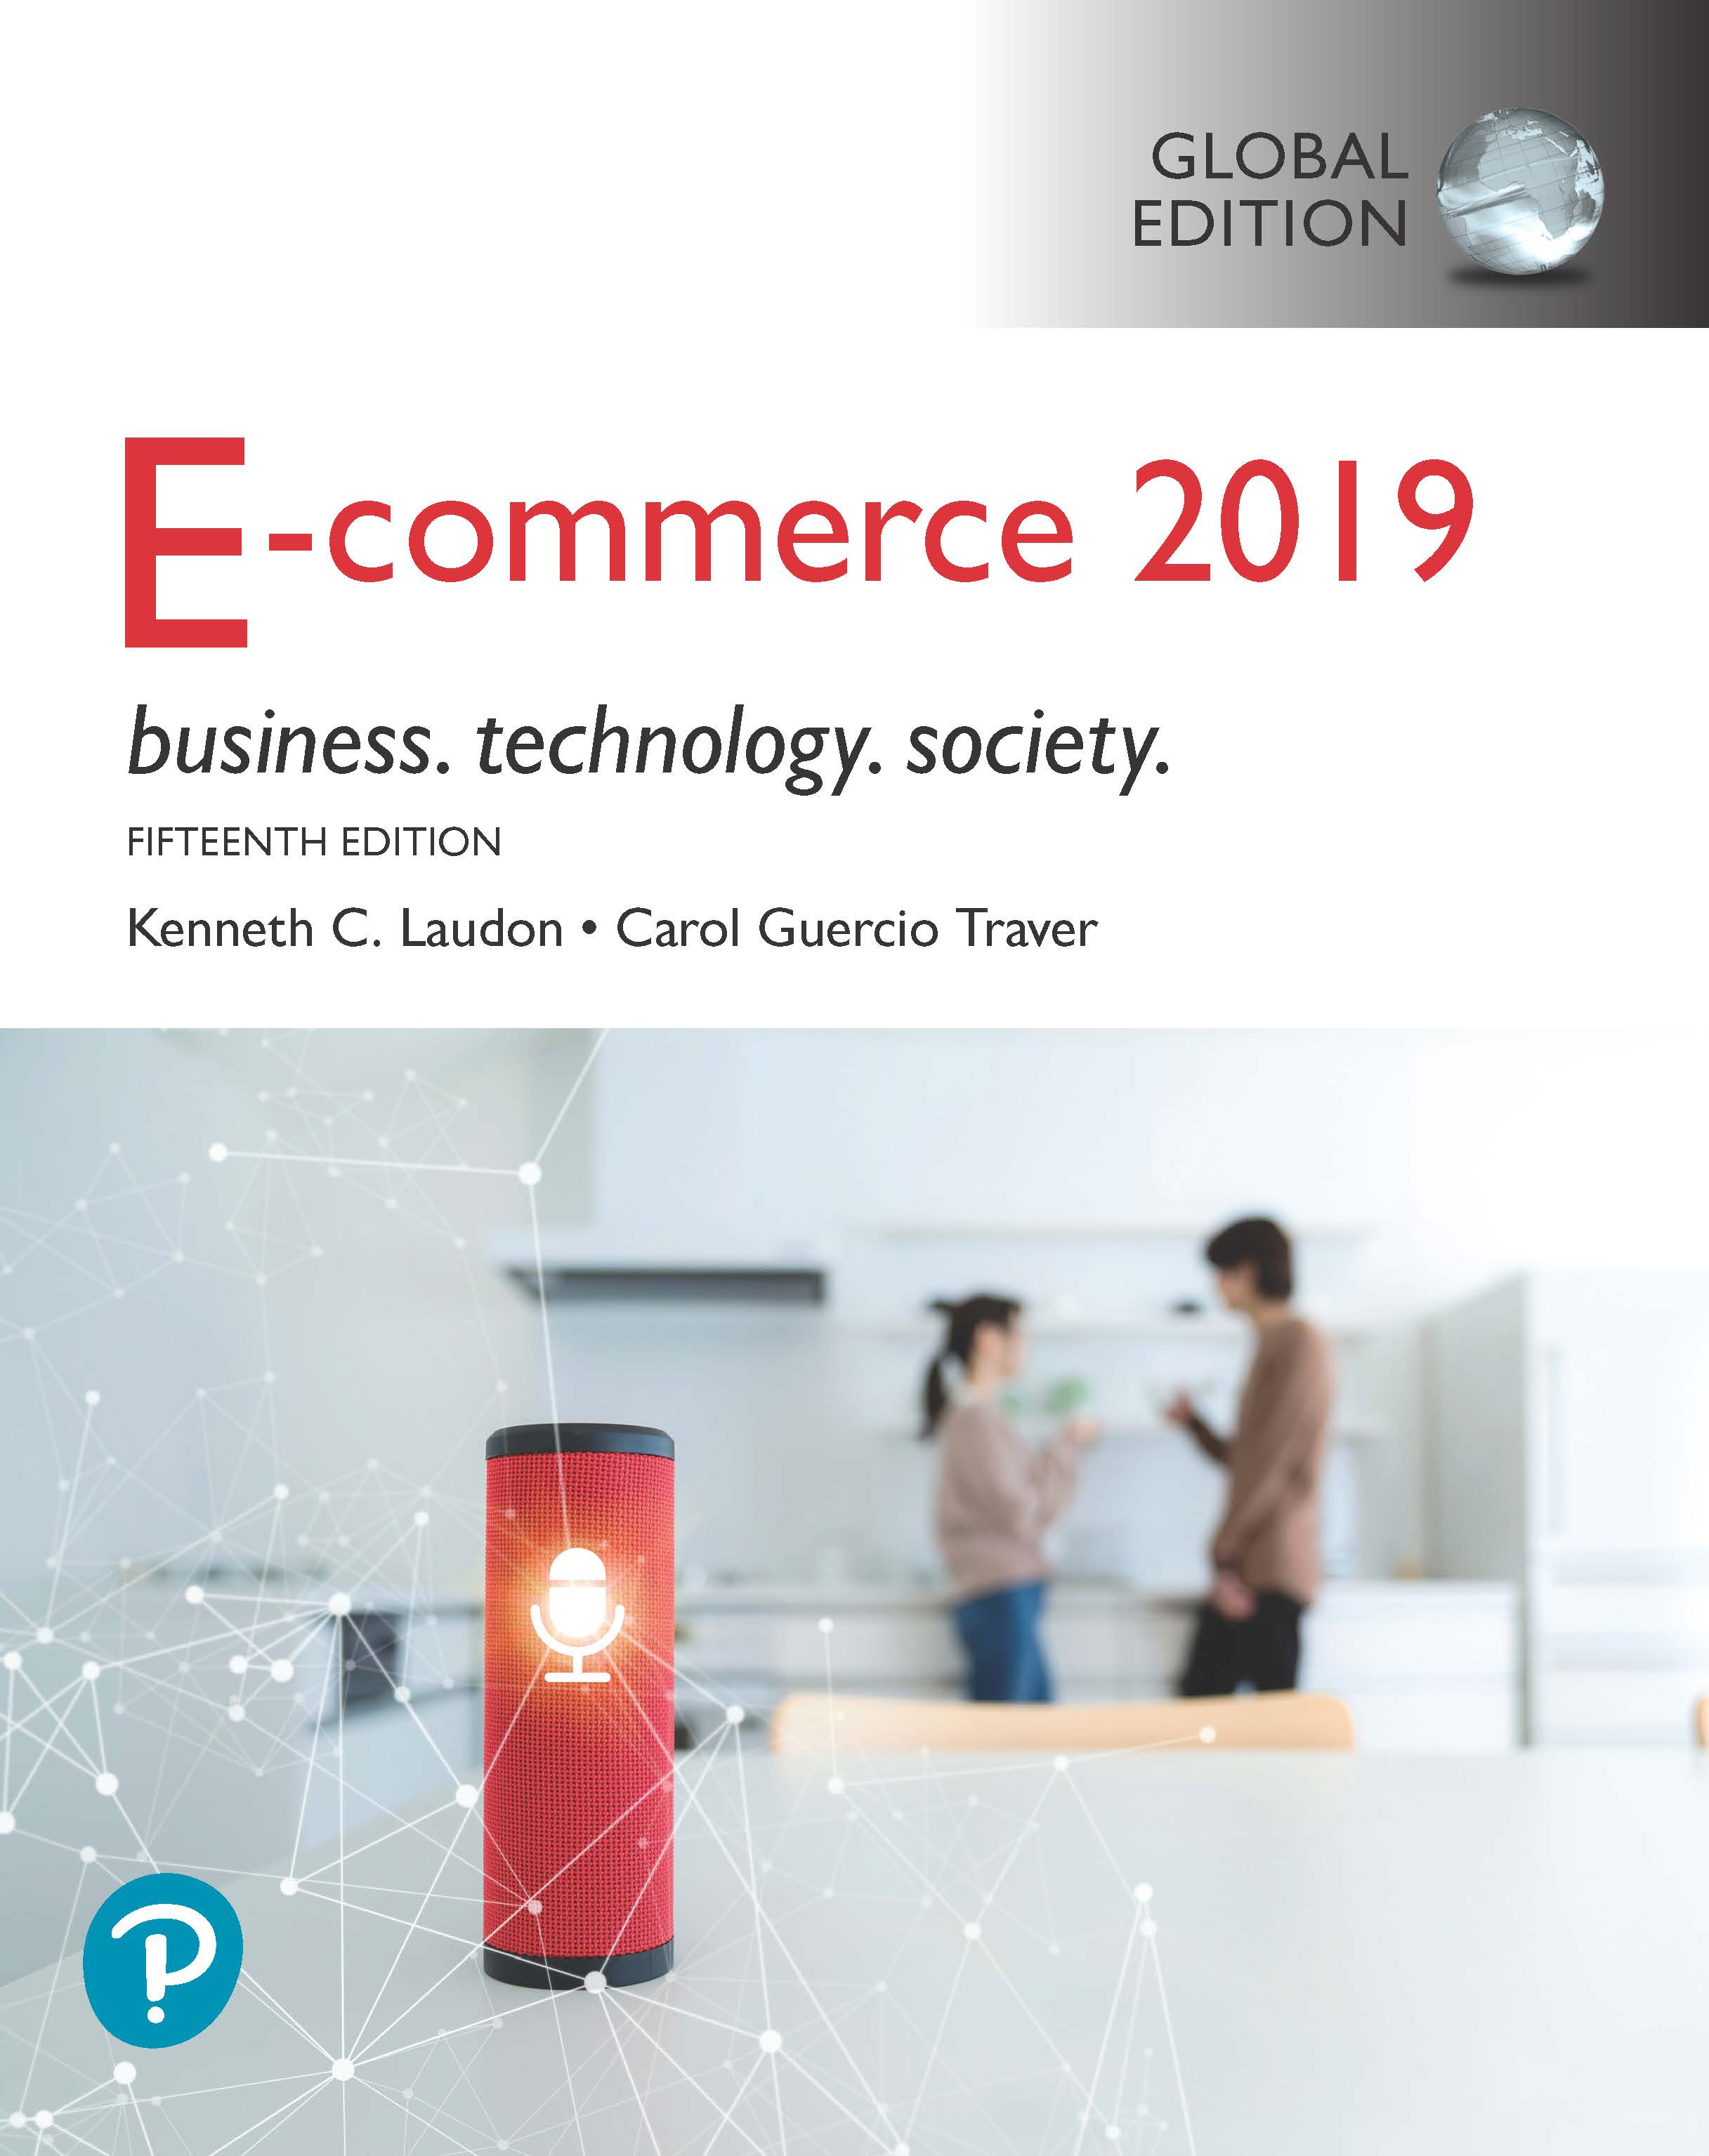 GLOBAL
EDITION
E-commerce 2019
business. technology. society.
FIFTEENTH EDITION
Kenneth C. Laudon • Carol Guercio Traver
P